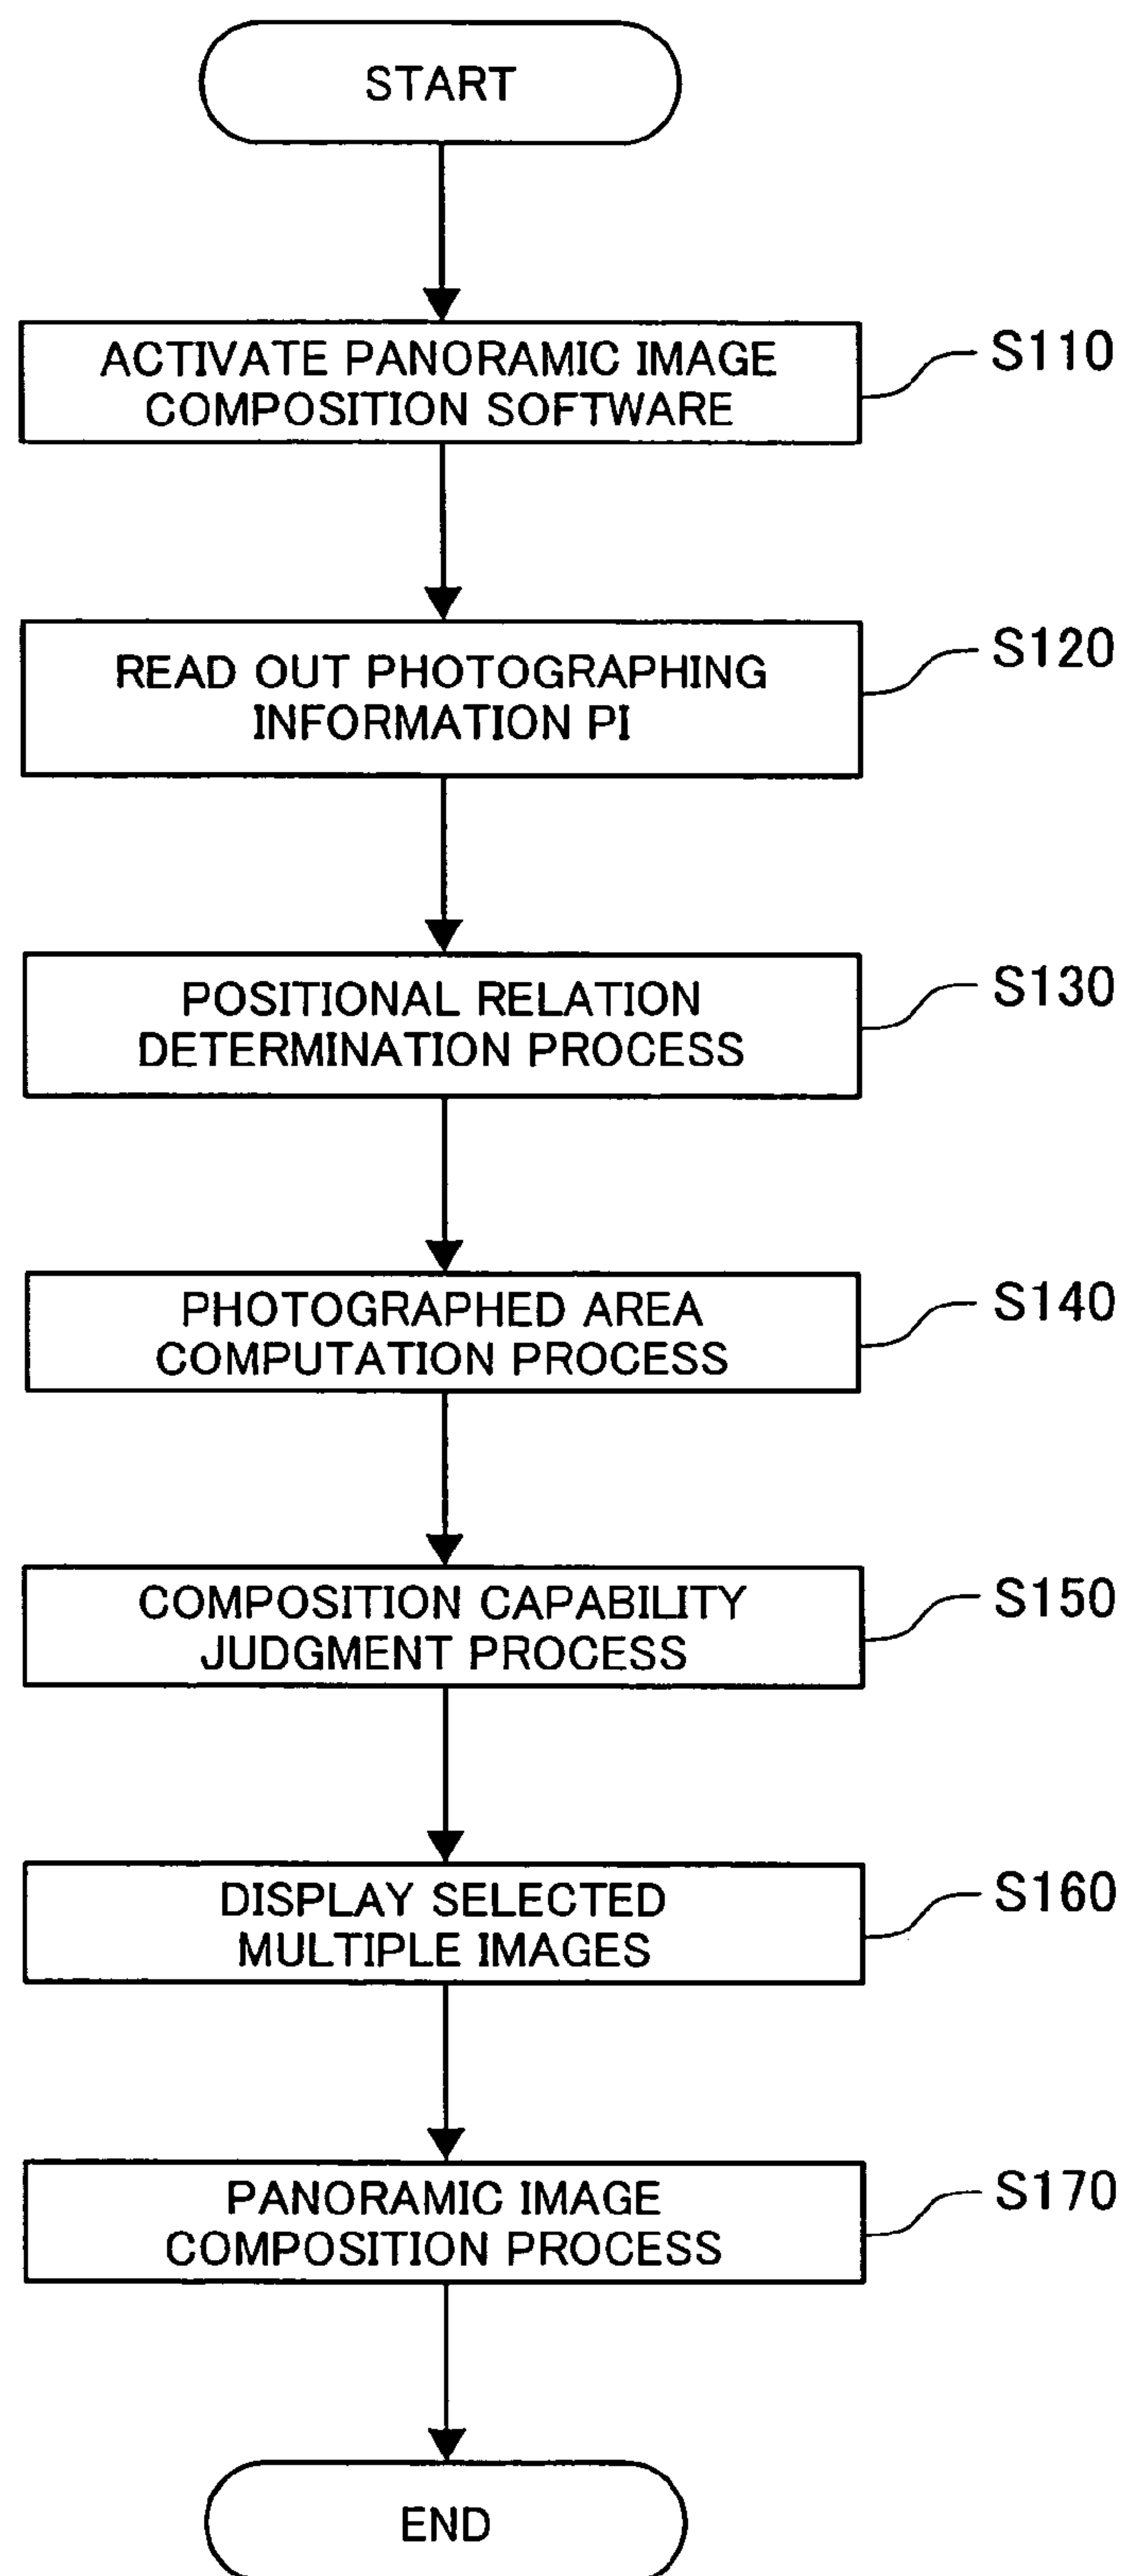 START
ACTIVATE PANORAMIC IMAGE
COMPOSITION SOFTWARE
S110
READ OUT PHOTOGRAPHING
INFORMATION PI
S120
POSITIONAL RELATION
DETERMINATION PROCESS
S130
PHOTOGRAPHED AREA
COMPUTATION PROCESS
S140
COMPOSITION CAPABILITY
JUDGMENT PROCESS
S150
DISPLAY SELECTED
MULTIPLE IMAGES
S160
PANORAMIC IMAGE
COMPOSITION PROCESS
S170
END